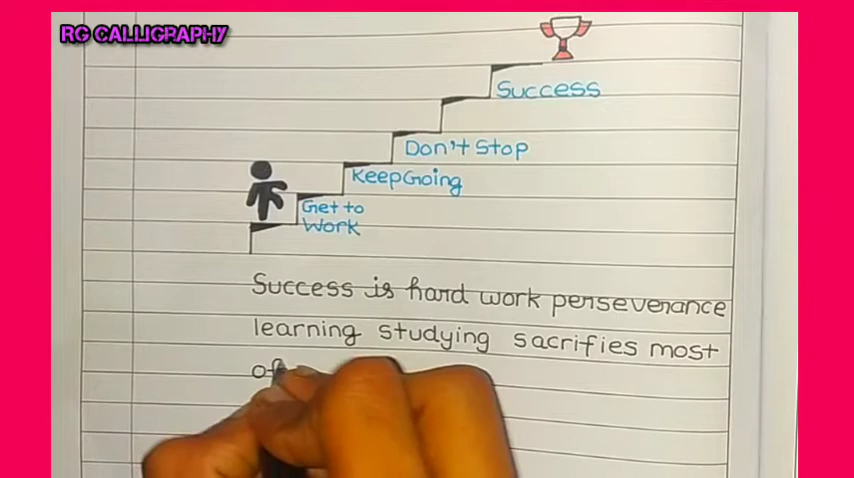 RG CALLIGRAPHY
Success
Don't Stop
Keep Going
Get to
Work
Success is hard work perseverance
learning studying sacrifies most
of